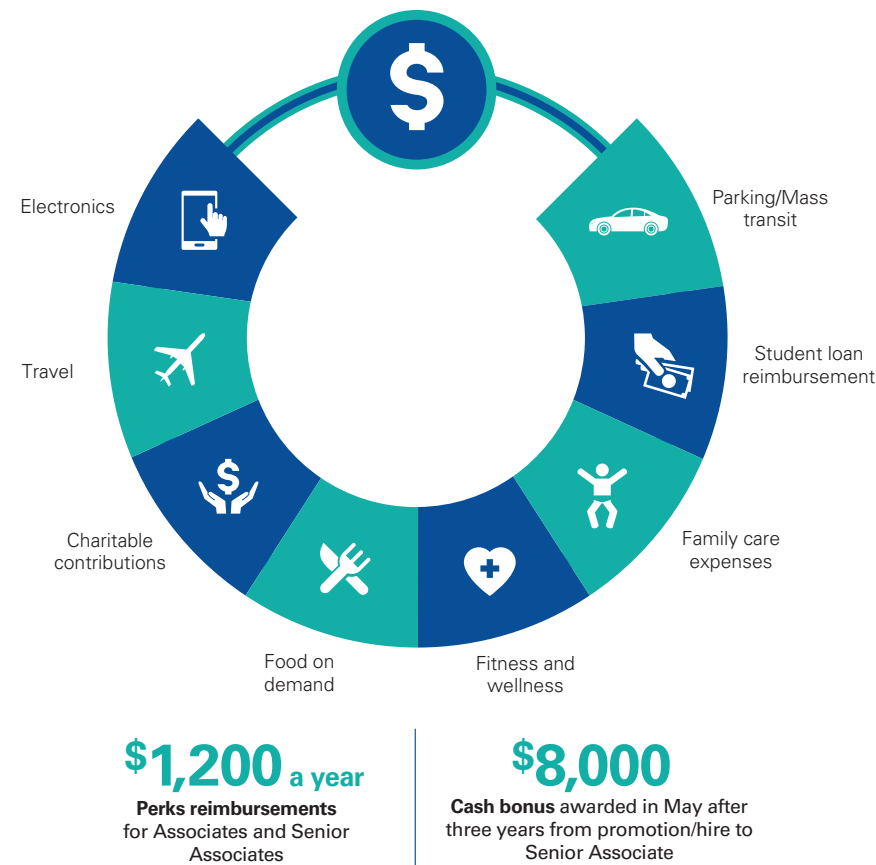 $
Electronics
Parking/Mass
transit
Travel
Student loan
reimbursement
$
Charitable
contributions
Family care
expenses
Food on
demand
Fitness and
wellness
$1,200 a year
Perks reimbursements
for Associates and Senior
Associates
$8,000
Cash bonus awarded in May after
three years from promotion/hire to
Senior Associate